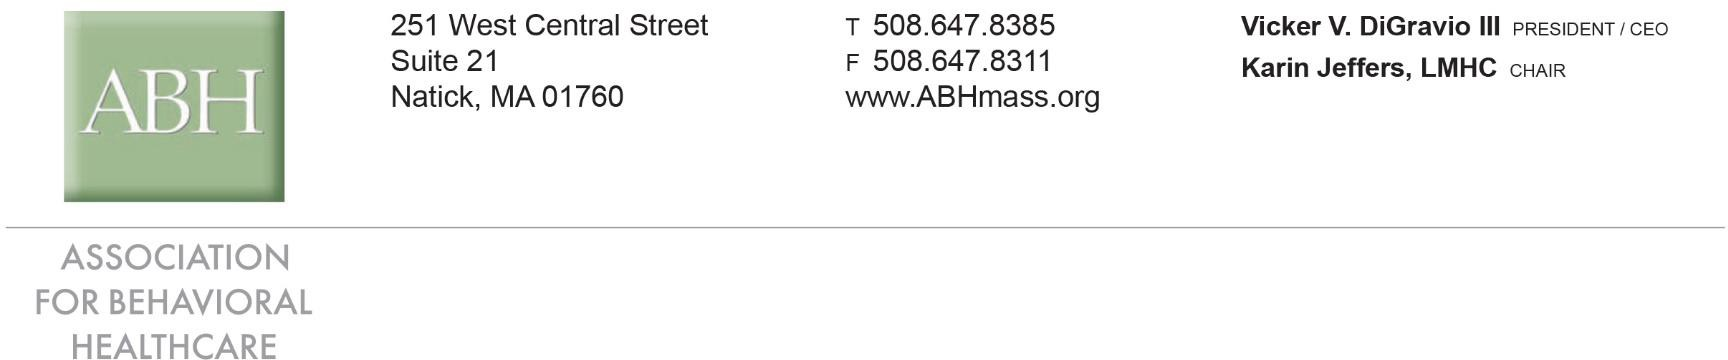 ABH
ASSOCIATION
FOR BEHAVIORAL
HEALTHCARE
251 West Central Street
Suite 21
Natick, MA 01760
T 508.647.8385
F 508.647.8311
www.ABHmass.org
Vicker V. DiGravio III PRESIDENT / CEO
Karin Jeffers, LMHC CHAIR